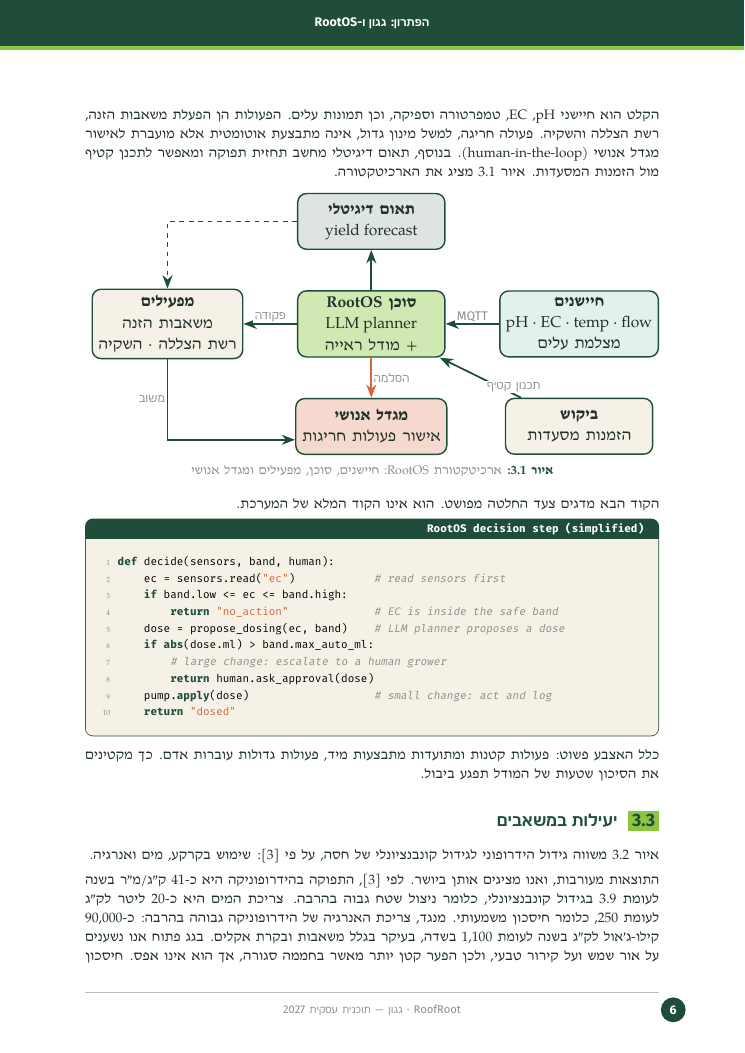 הפתרון: גגון ו-RootOS
הקלט הוא חיישני pH,‏ EC, טמפרטורה וספיקה, וכן תמונות עלים. הפעולות הן הפעלת משאבות הזנה,
רשת הצללה והשקיה. פעולה חריגה, למשל מינון גדול, אינה מתבצעת אוטומטית אלא מועברת לאישור
מגדל אנושי (human-in-the-loop). בנוסף, תאום דיגיטלי מחשב תחזית תפוקה ומאפשר לתכנן קטיף
מול הזמנות המסעדות. איור 3.1 מציג את הארכיטקטורה.
תאום דיגיטלי
yield forecast
חיישנים
pH · EC · temp · flow
מצלמת עלים
MQTT
סוכן RootOS
LLM planner
+ מודל ראייה
פקודה
מפעילים
משאבות הזנה
רשת הצללה · השקיה
הסלמה
תכנון קטיף
משוב
ביקוש
הזמנות מסעדות
מגדל אנושי
אישור פעולות חריגות
איור 3.1: ארכיטקטורת RootOS: חיישנים, סוכן, מפעילים ומגדל אנושי
הקוד הבא מדגים צעד החלטה מפושט. הוא אינו הקוד המלא של המערכת.
RootOS decision step (simplified)
1 def decide(sensors, band, human):
2     ec = sensors.read("ec")            # read sensors first
3     if band.low <= ec <= band.high:
4         return "no_action"             # EC is inside the safe band
5     dose = propose_dosing(ec, band)    # LLM planner proposes a dose
6     if abs(dose.ml) > band.max_auto_ml:
7         # large change: escalate to a human grower
8         return human.ask_approval(dose)
9     pump.apply(dose)                   # small change: act and log
10     return "dosed"
כלל האצבע פשוט: פעולות קטנות ומתועדות מתבצעות מיד, פעולות גדולות עוברות אדם. כך מקטינים
את הסיכון שטעות של המודל תפגע ביבול.
3.3 יעילות במשאבים
איור 3.2 משווה גידול הידרופוני לגידול קונבנציונלי של חסה, על פי [3]: שימוש בקרקע, מים ואנרגיה.
התוצאות מעורבות, ואנו מציגים אותן ביושר. לפי [3], התפוקה בהידרופוניקה היא כ-41 ק״ג/מ״ר בשנה
לעומת 3.9 בגידול קונבנציונלי, כלומר ניצול שטח גבוה בהרבה. צריכת המים היא כ-20 ליטר לק״ג
לעומת 250, כלומר חיסכון משמעותי. מנגד, צריכת האנרגיה של הידרופוניקה גבוהה בהרבה: כ-90,000
קילו-ג׳אול לק״ג בשנה לעומת 1,100 בשדה, בעיקר בגלל משאבות ובקרת אקלים. בגג פתוח אנו נשענים
על אור שמש ועל קירור טבעי, ולכן הפער קטן יותר מאשר בחממה סגורה, אך הוא אינו אפס. חיסכון
RoofRoot · גגון – תוכנית עסקית 2027
6